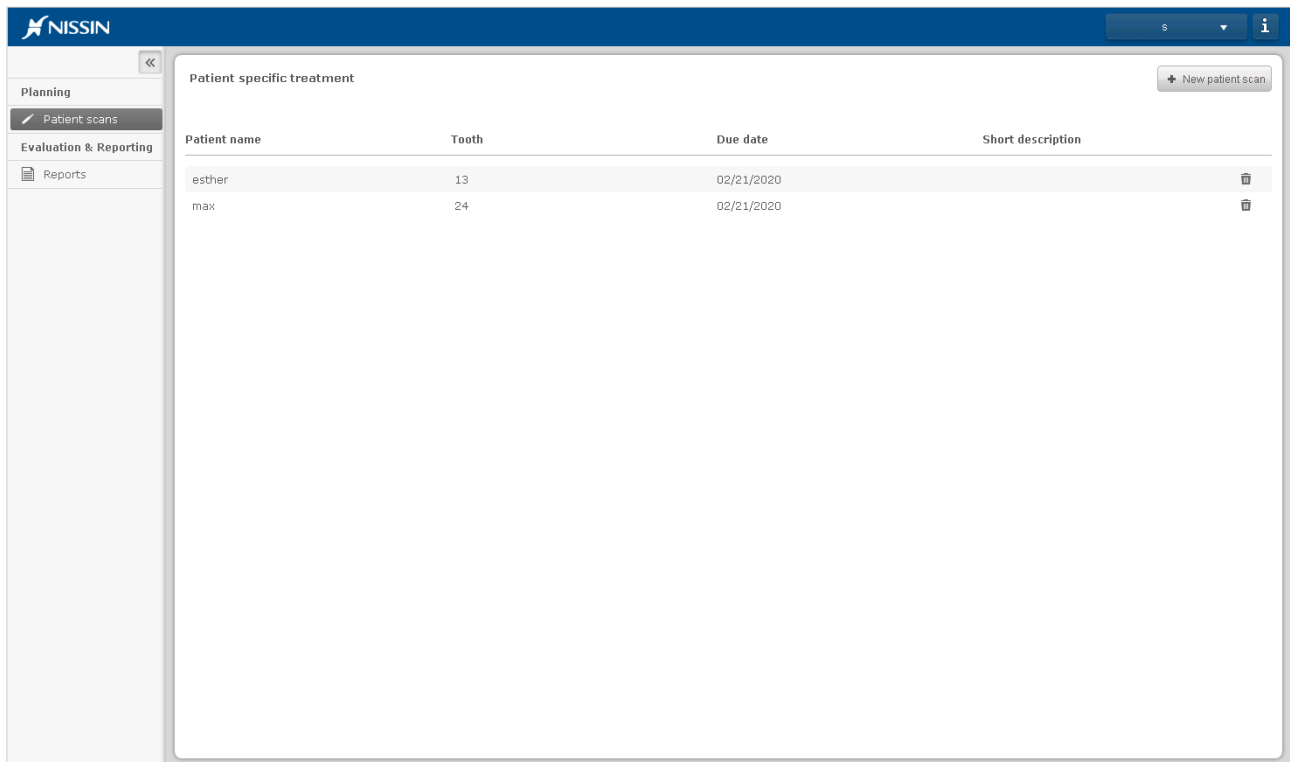 NISSIN
s
i
Planning
Patient scans
Evaluation & Reporting
Reports
Patient specific treatment
+ New patient scan
Patient name Tooth Due date Short description
esther 13 02/21/2020
max 24 02/21/2020